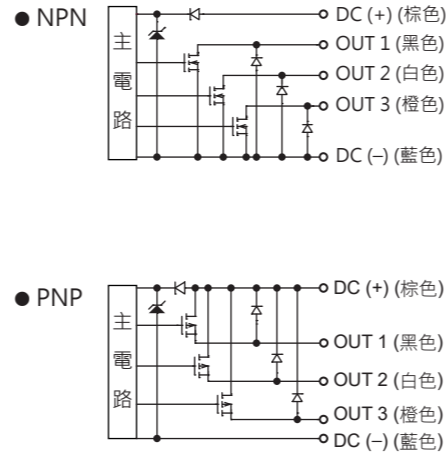 ● NPN
主電路
DC (+) (棕色)
OUT 1 (黑色)
OUT 2 (白色)
OUT 3 (橙色)
DC (–) (藍色)
● PNP
主電路
DC (+) (棕色)
OUT 1 (黑色)
OUT 2 (白色)
OUT 3 (橙色)
DC (–) (藍色)